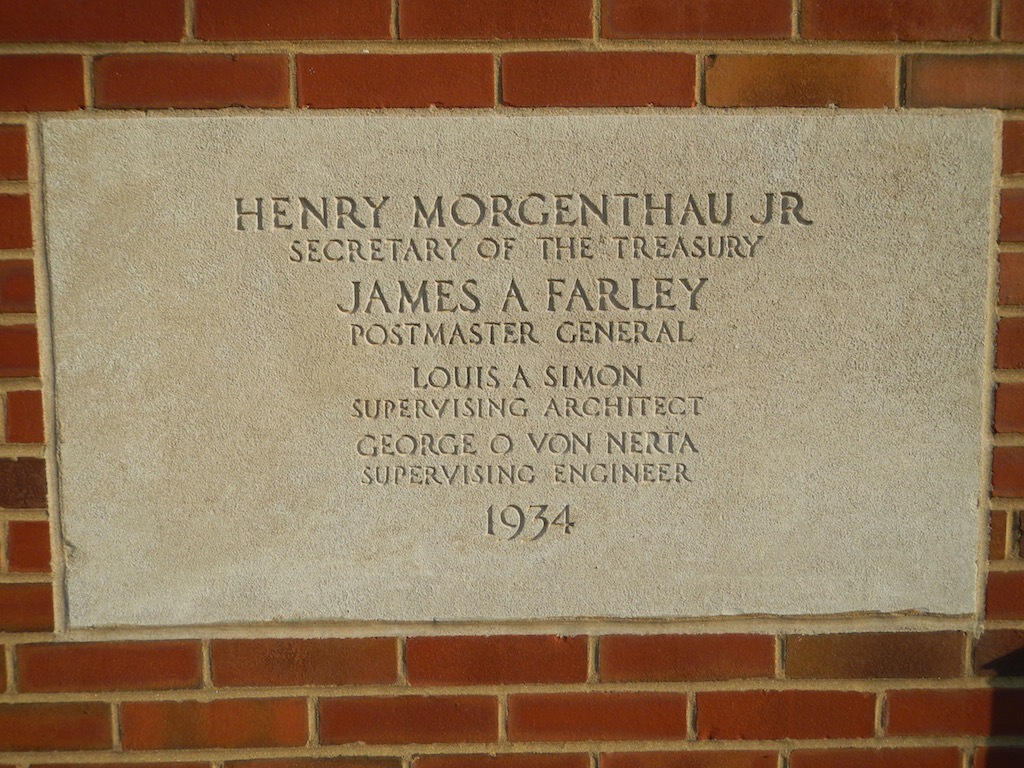 HENRY MORGENTHAU JR
SECRETARY OF THE TREASURY
JAMES A FARLEY
POSTMASTER GENERAL
LOUIS A SIMON
SUPERVISING ARCHITECT
GEORGE O VON NERTA
SUPERVISING ENGINEER
1934